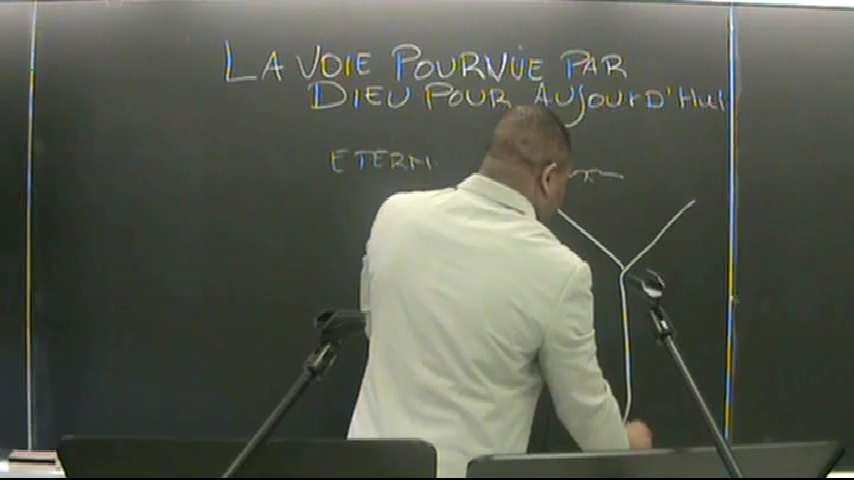 LA VOIE POURVUE PAR
DIEU POUR AUJOURD'HUI
ETERN